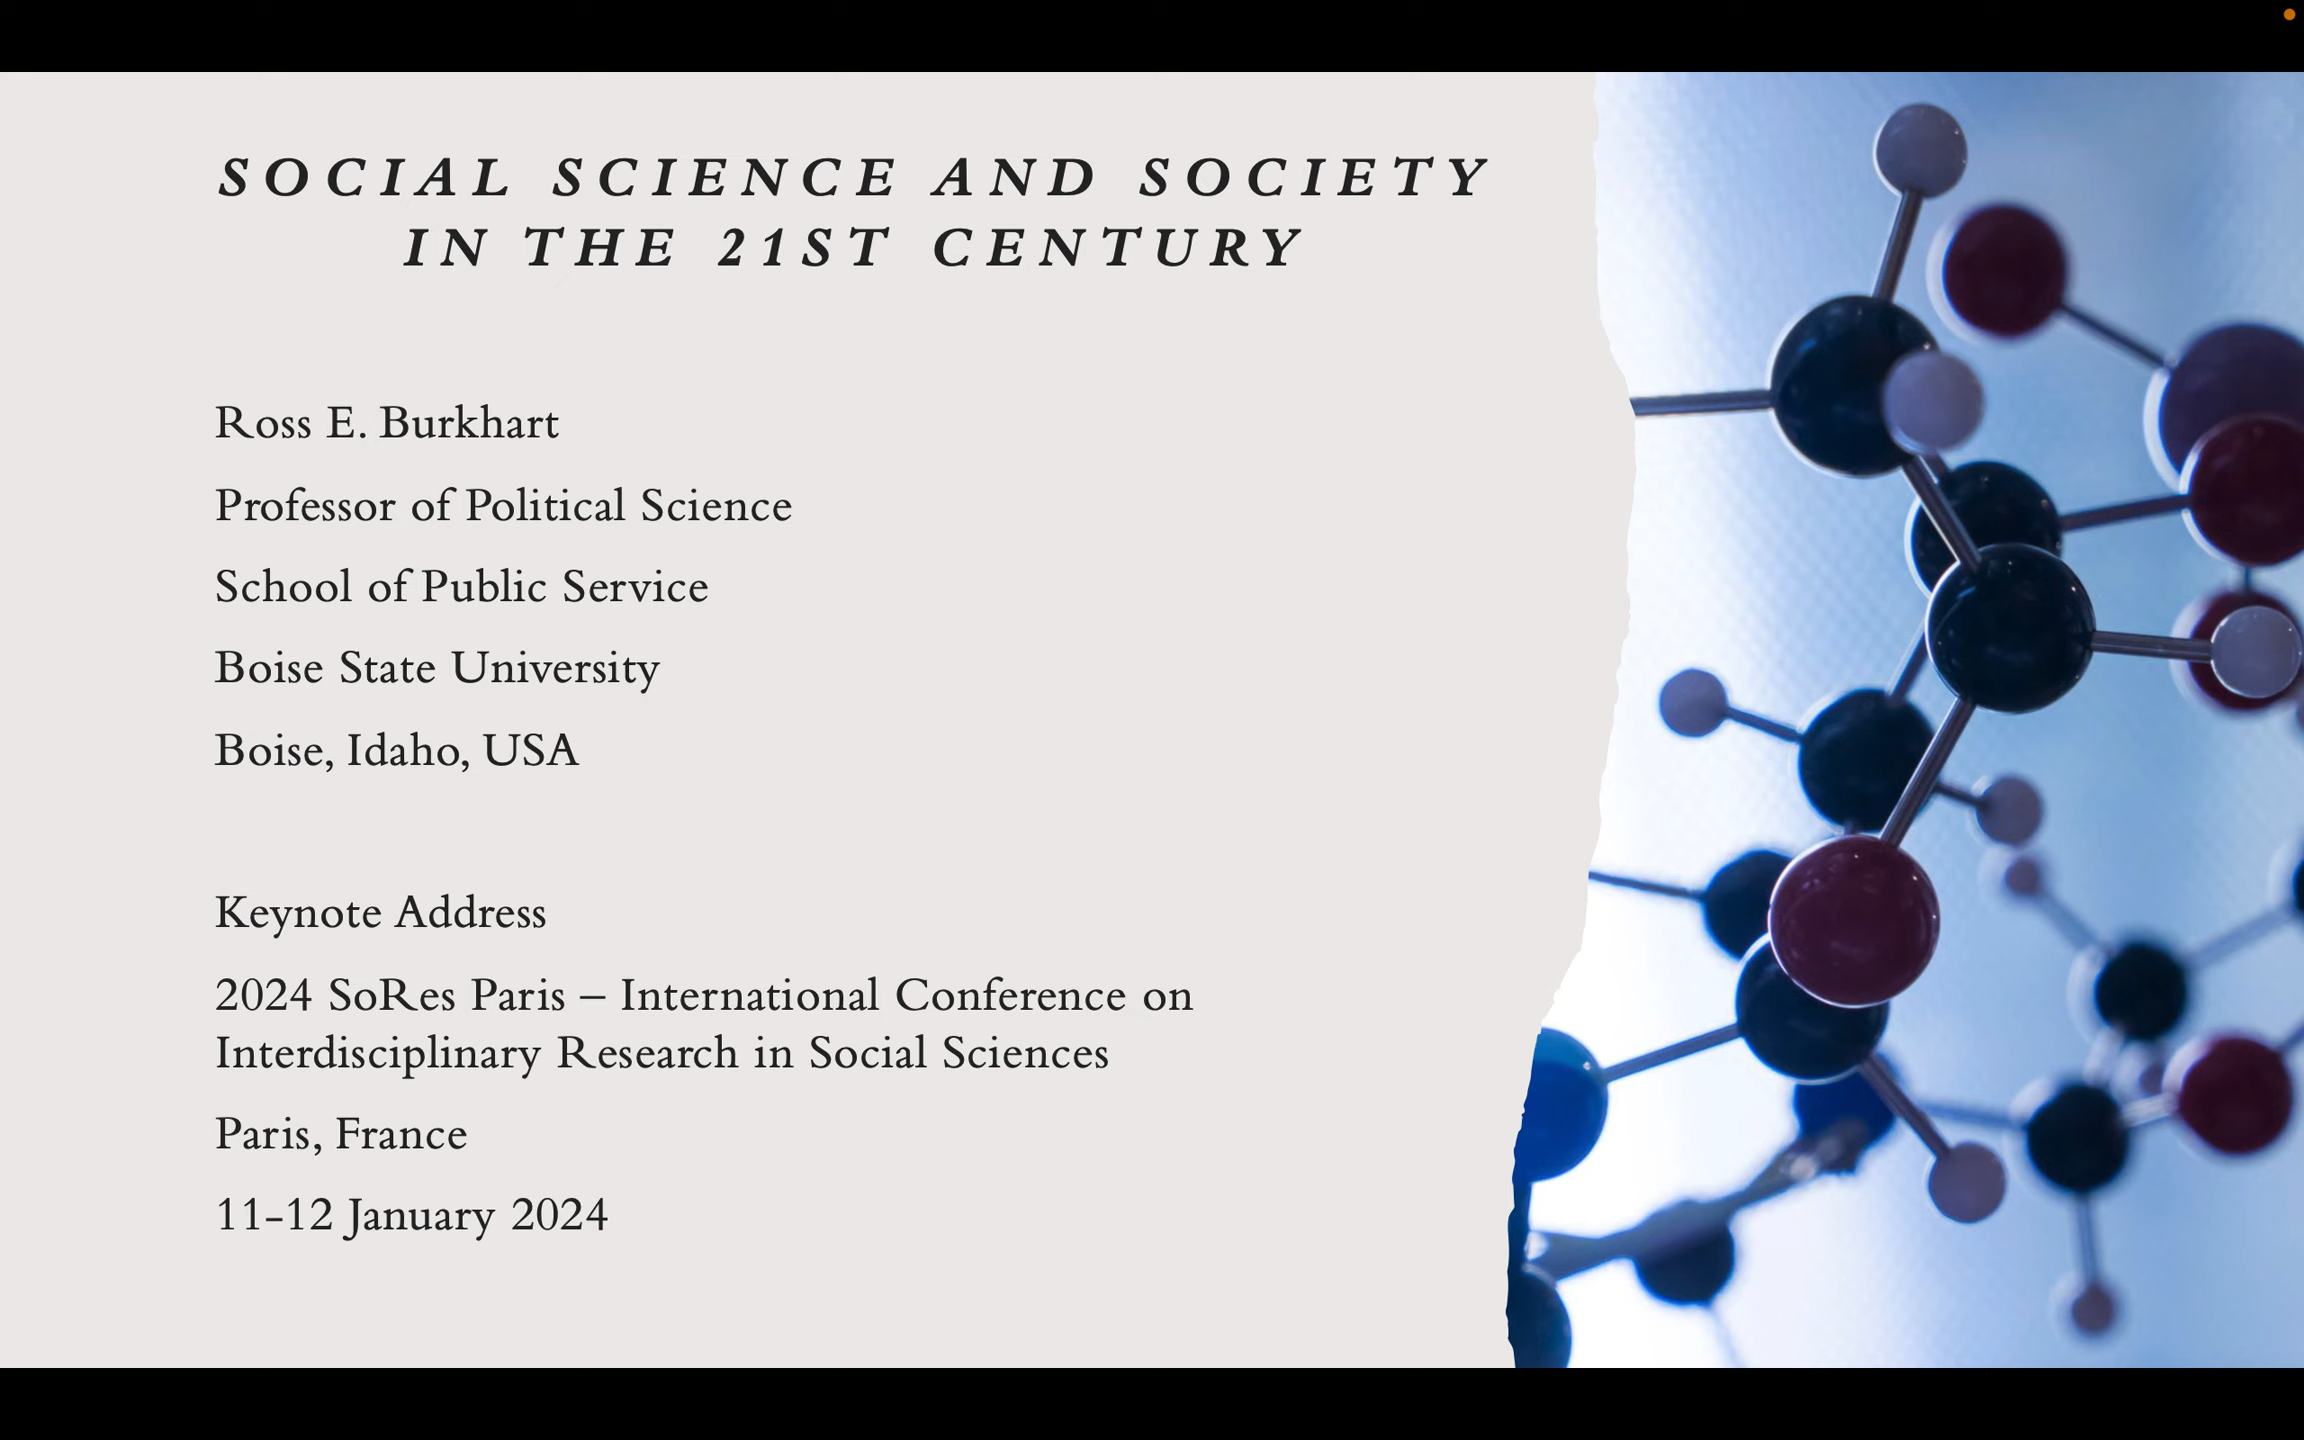 SOCIAL SCIENCE AND SOCIETY
IN THE 21ST CENTURY
Ross E. Burkhart
Professor of Political Science
School of Public Service
Boise State University
Boise, Idaho, USA
Keynote Address
2024 SoRes Paris – International Conference on
Interdisciplinary Research in Social Sciences
Paris, France
11-12 January 2024